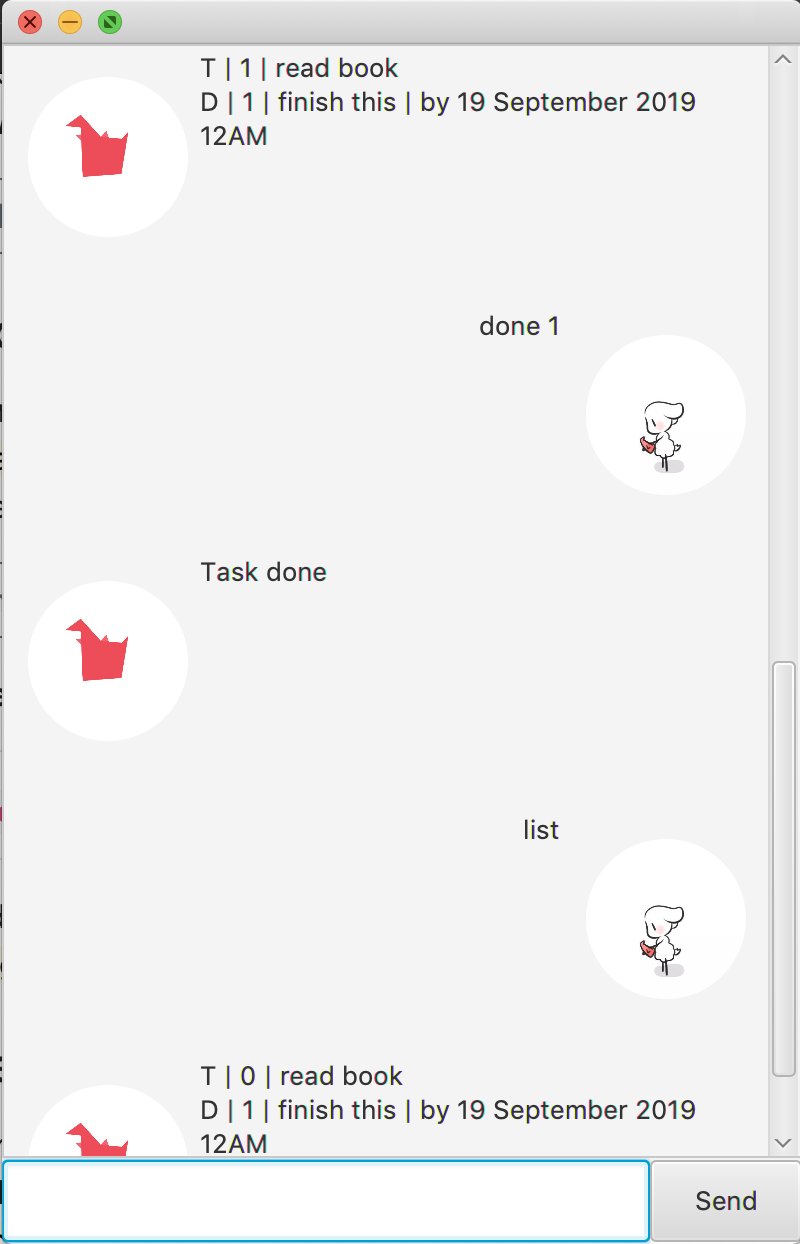 T | 1 | read book
D | 1 | finish this | by 19 September 2019
12AM
done 1
Task done
list
T | 0 | read book
D | 1 | finish this | by 19 September 2019
12AM
Send